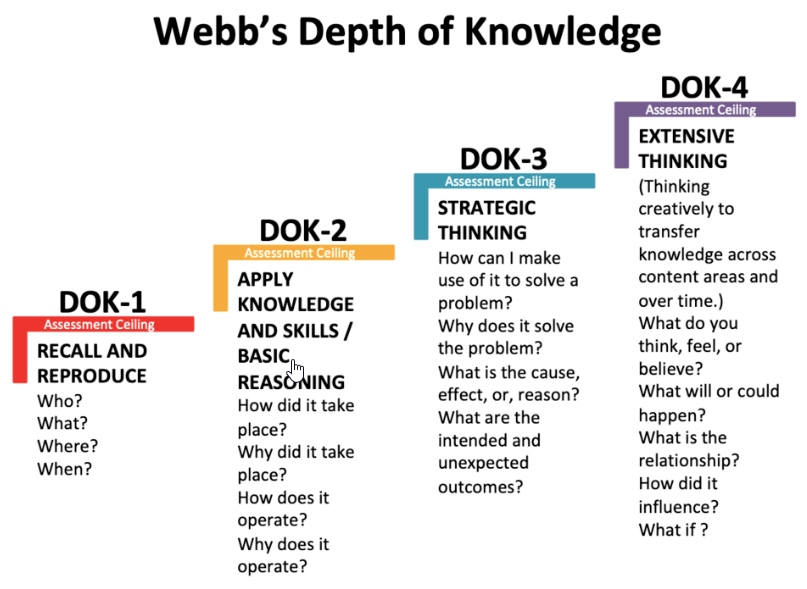 Webb's Depth of Knowledge
DOK-1
Assessment Ceiling
RECALL AND
REPRODUCE
Who?
What?
Where?
When?
DOK-2
Assessment Ceiling
APPLY
KNOWLEDGE
AND SKILLS /
BASIC
REASONING
How did it take
place?
Why did it take
place?
How does it
operate?
Why does it
operate?
DOK-3
Assessment Ceiling
STRATEGIC
THINKING
How can I make
use of it to solve a
problem?
Why does it solve
the problem?
What is the cause,
effect, or, reason?
What are the
intended and
unexpected
outcomes?
DOK-4
Assessment Ceiling
EXTENSIVE
THINKING
(Thinking
creatively to
transfer
knowledge across
content areas and
over time.)
What do you
think, feel, or
believe?
What will or could
happen?
What is the
relationship?
How did it
influence?
What if ?